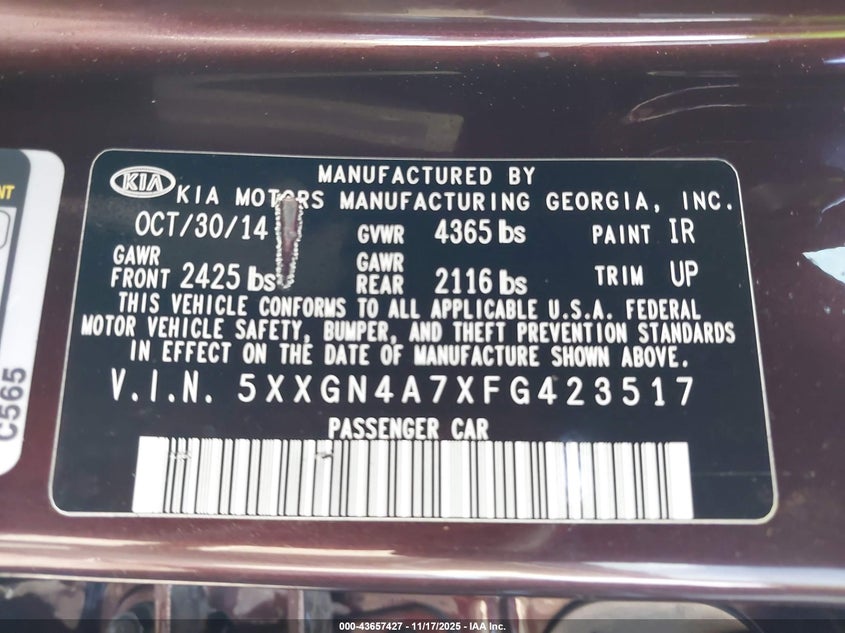 MANUFACTURED BY
KIA KIA MOTORS MANUFACTURING GEORGIA, INC.
OCT/30/14 GVWR 4365 lbs PAINT IR
GAWR FRONT 2425 lbs GAWR REAR 2116 lbs TRIM UP
THIS VEHICLE CONFORMS TO ALL APPLICABLE U.S.A. FEDERAL
MOTOR VEHICLE SAFETY, BUMPER, AND THEFT PREVENTION STANDARDS
IN EFFECT ON THE DATE OF MANUFACTURE SHOWN ABOVE.
V.I.N. 5XXGN4A7XFG423517
PASSENGER CAR
C565
000-43657427 — 11/17/2025 — IAA Inc.